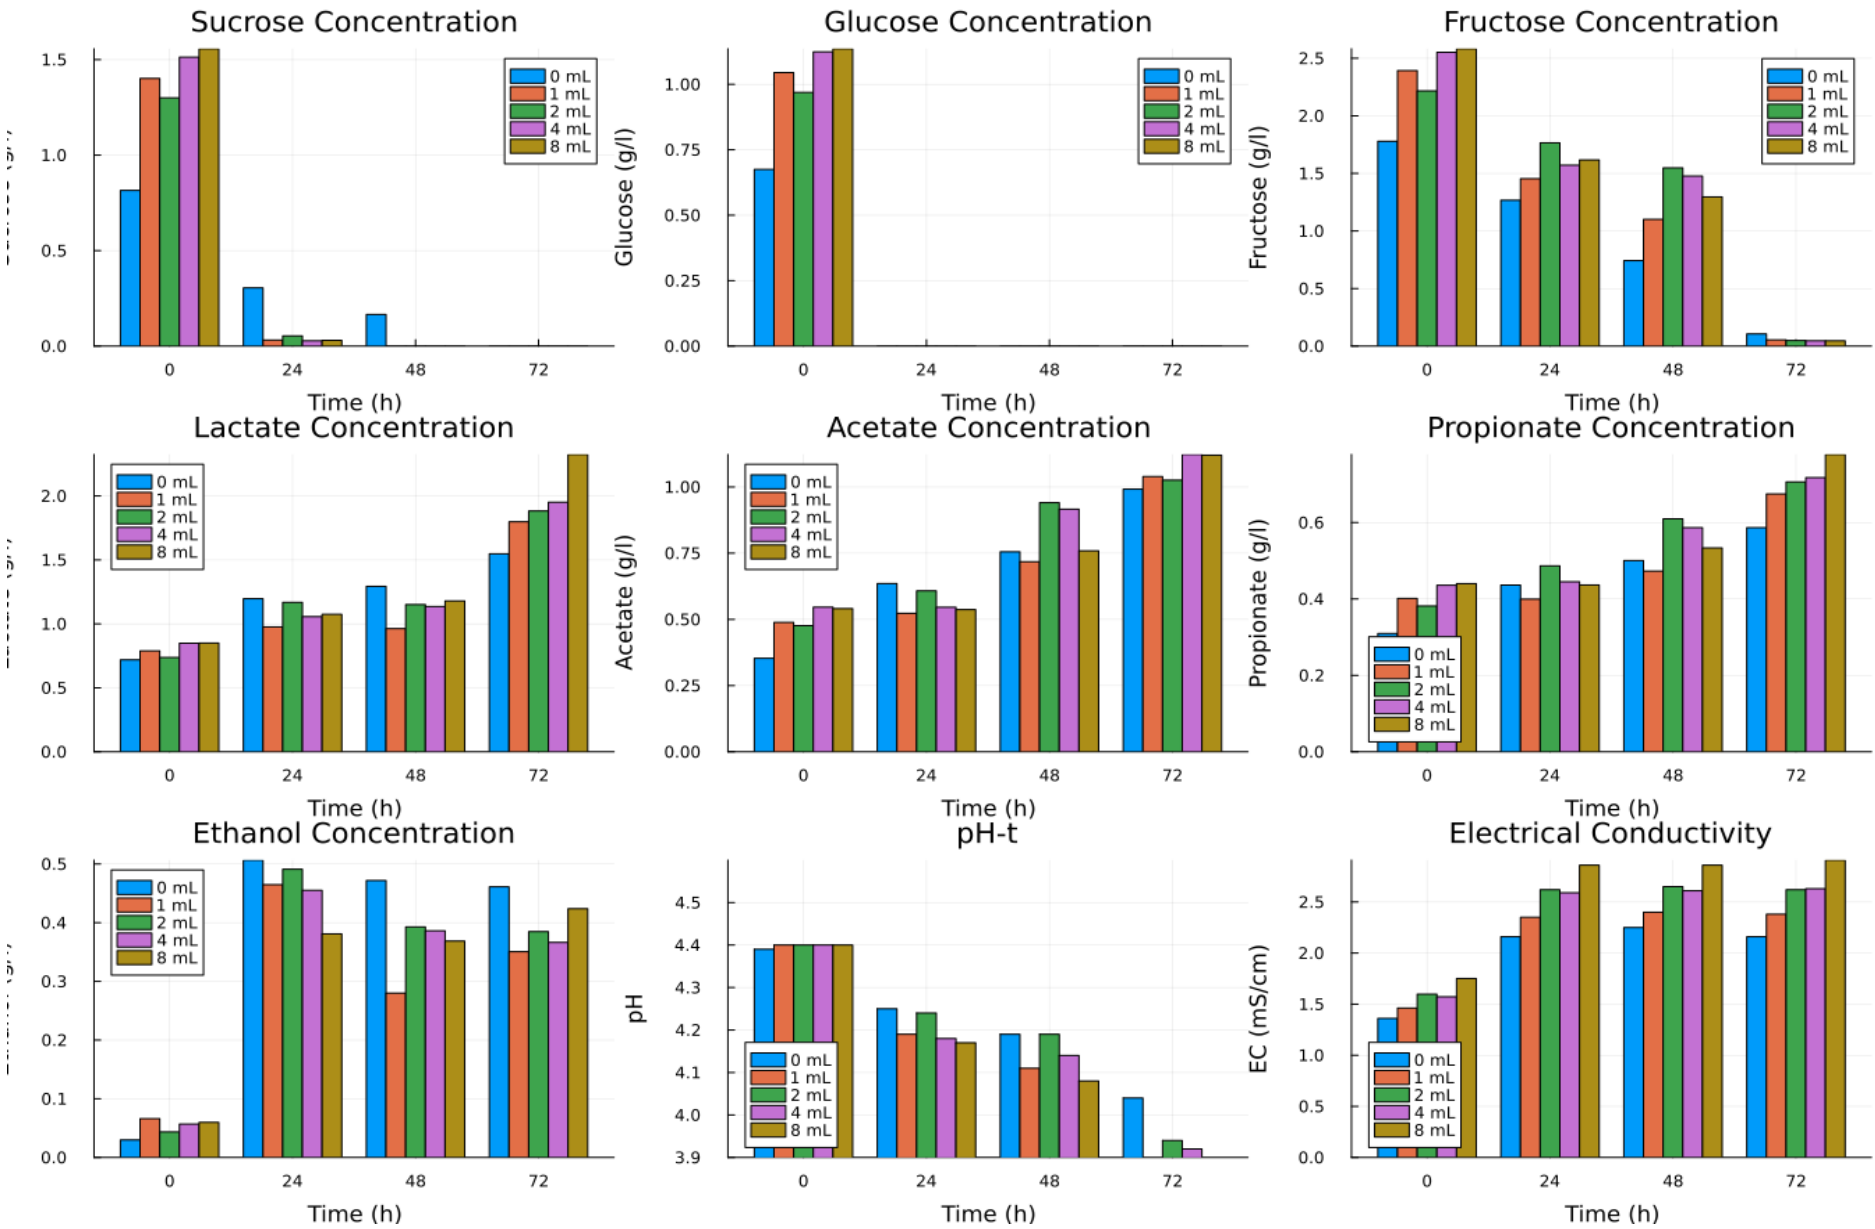 Sucrose Concentration
1.5
1.0
0.5
0.0
0 mL
1 mL
2 mL
4 mL
8 mL
0 24 48 72
Time (h)
Glucose Concentration
Glucose (g/l)
1.00
0.75
0.50
0.25
0.00
0 mL
1 mL
2 mL
4 mL
8 mL
0 24 48 72
Time (h)
Fructose Concentration
Fructose (g/l)
2.5
2.0
1.5
1.0
0.5
0.0
0 mL
1 mL
2 mL
4 mL
8 mL
0 24 48 72
Time (h)
Lactate Concentration
2.0
1.5
1.0
0.5
0.0
0 mL
1 mL
2 mL
4 mL
8 mL
0 24 48 72
Time (h)
Acetate Concentration
Acetate (g/l)
1.00
0.75
0.50
0.25
0.00
0 mL
1 mL
2 mL
4 mL
8 mL
0 24 48 72
Time (h)
Propionate Concentration
Propionate (g/l)
0.6
0.4
0.2
0.0
0 mL
1 mL
2 mL
4 mL
8 mL
0 24 48 72
Time (h)
Ethanol Concentration
0.5
0.4
0.3
0.2
0.1
0.0
0 mL
1 mL
2 mL
4 mL
8 mL
0 24 48 72
Time (h)
pH-t
pH
4.5
4.4
4.3
4.2
4.1
4.0
3.9
0 mL
1 mL
2 mL
4 mL
8 mL
0 24 48 72
Time (h)
Electrical Conductivity
EC (mS/cm)
2.5
2.0
1.5
1.0
0.5
0.0
0 mL
1 mL
2 mL
4 mL
8 mL
0 24 48 72
Time (h)